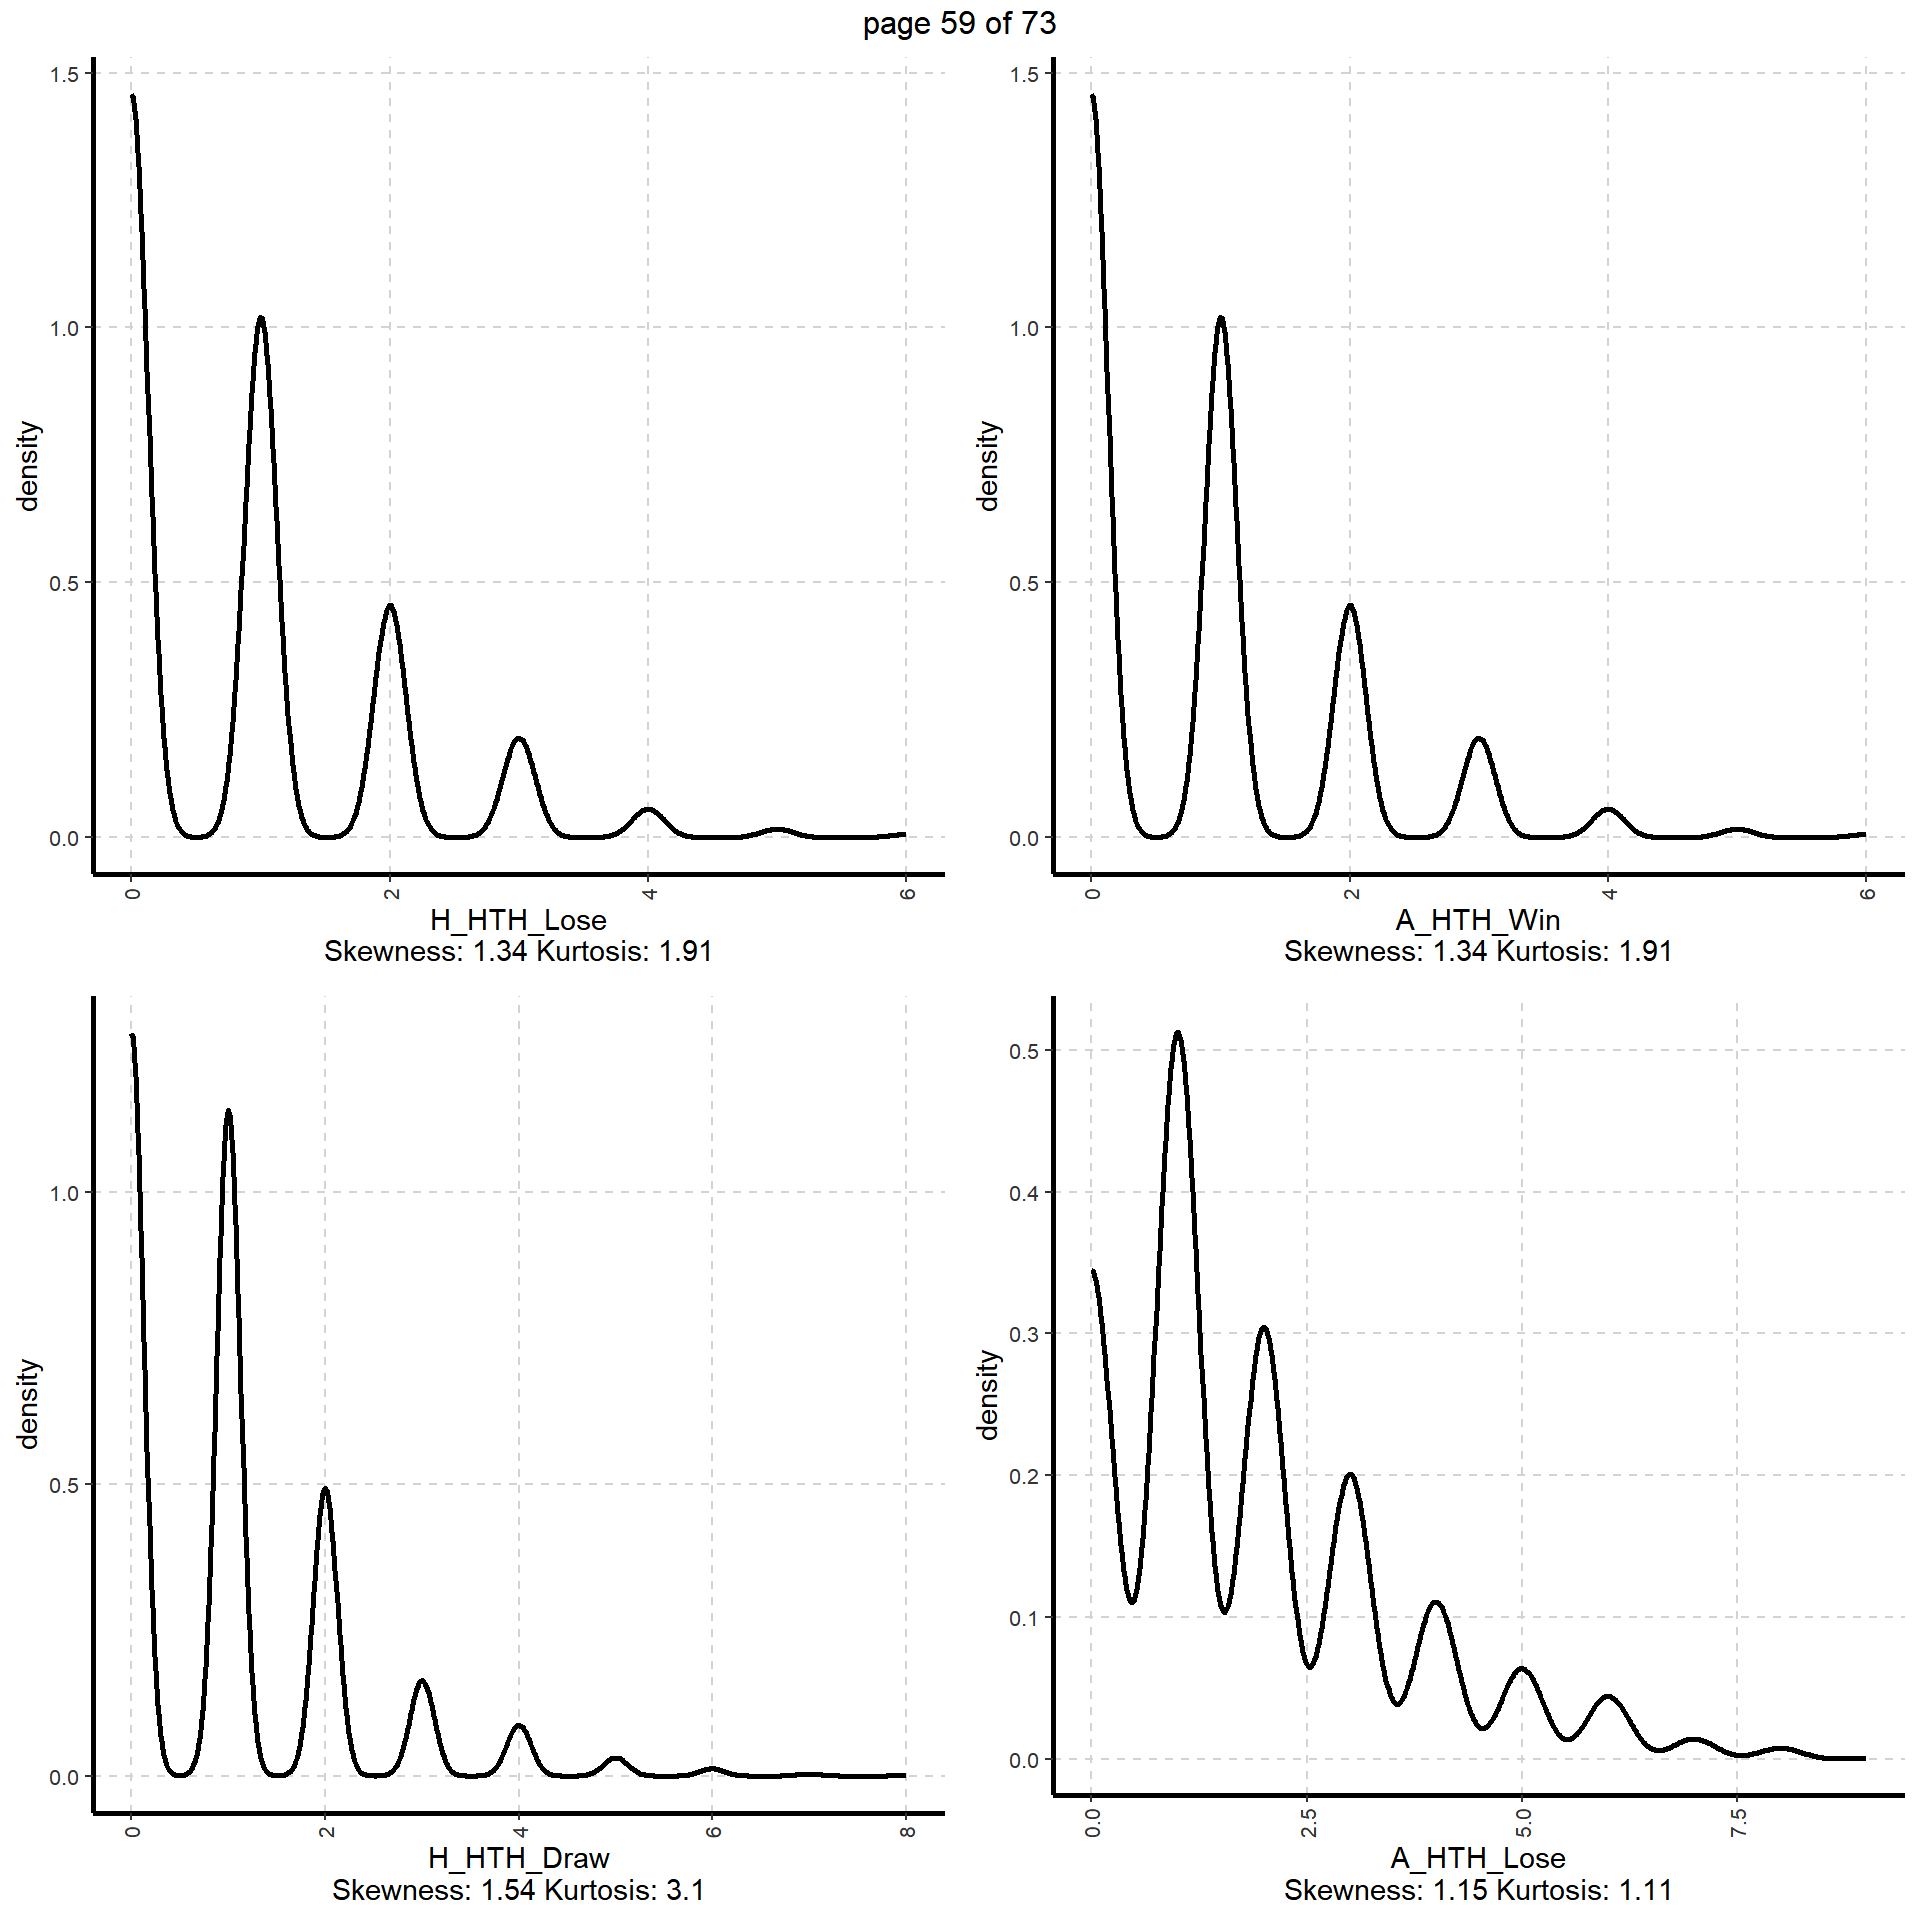 page 59 of 73
1.5
1.0
0.5
0.0
density
0 2 4 6
H_HTH_Lose
Skewness: 1.34 Kurtosis: 1.91
1.5
1.0
0.5
0.0
density
0 2 4 6
A_HTH_Win
Skewness: 1.34 Kurtosis: 1.91
1.0
0.5
0.0
density
0 2 4 6 8
H_HTH_Draw
Skewness: 1.54 Kurtosis: 3.1
0.5
0.4
0.3
0.2
0.1
0.0
density
0.0 2.5 5.0 7.5
A_HTH_Lose
Skewness: 1.15 Kurtosis: 1.11